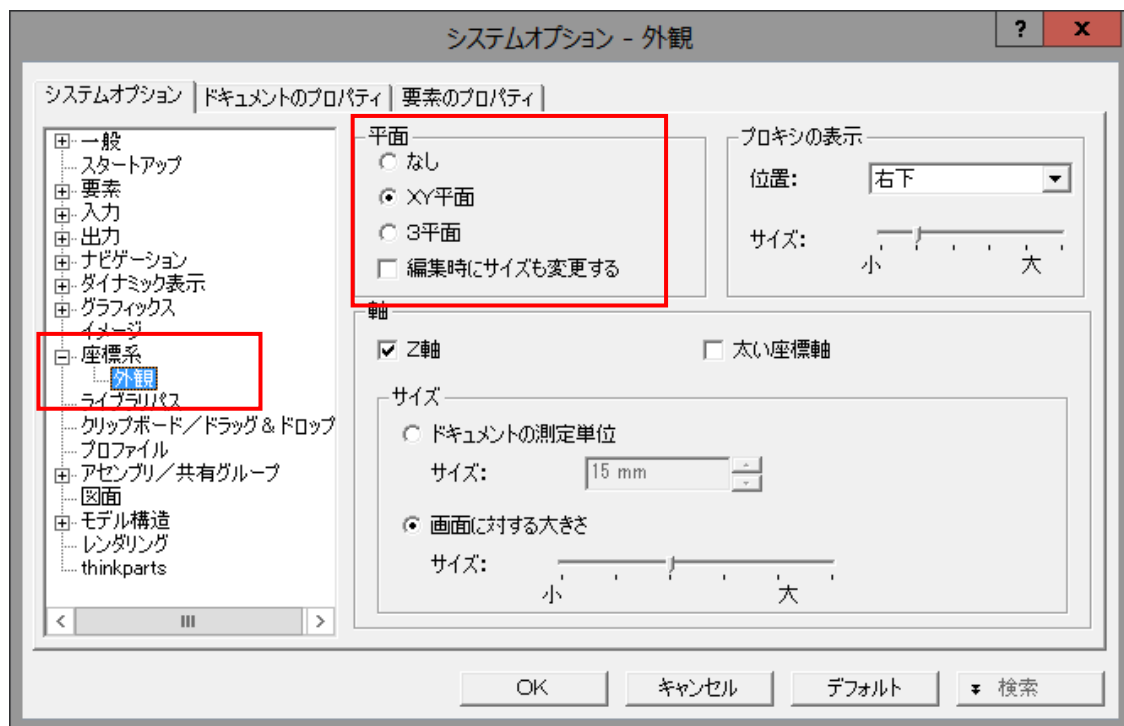 システムオプション - 外観
?
x
システムオプション
ドキュメントのプロパティ
要素のプロパティ
一般
スタートアップ
要素
入力
出力
ナビゲーション
ダイナミック表示
グラフィックス
イメージ
座標系
外観
ライブラリパス
クリップボード／ドラッグ＆ドロップ
プロファイル
アセンブリ／共有グループ
図面
モデル構造
レンダリング
thinkparts
平面
なし
XY平面
3平面
編集時にサイズも変更する
プロキシの表示
位置:
右下
サイズ:
小
大
軸
Z軸
太い座標軸
サイズ
ドキュメントの測定単位
サイズ:
15 mm
画面に対する大きさ
サイズ:
小
大
OK
キャンセル
デフォルト
検索